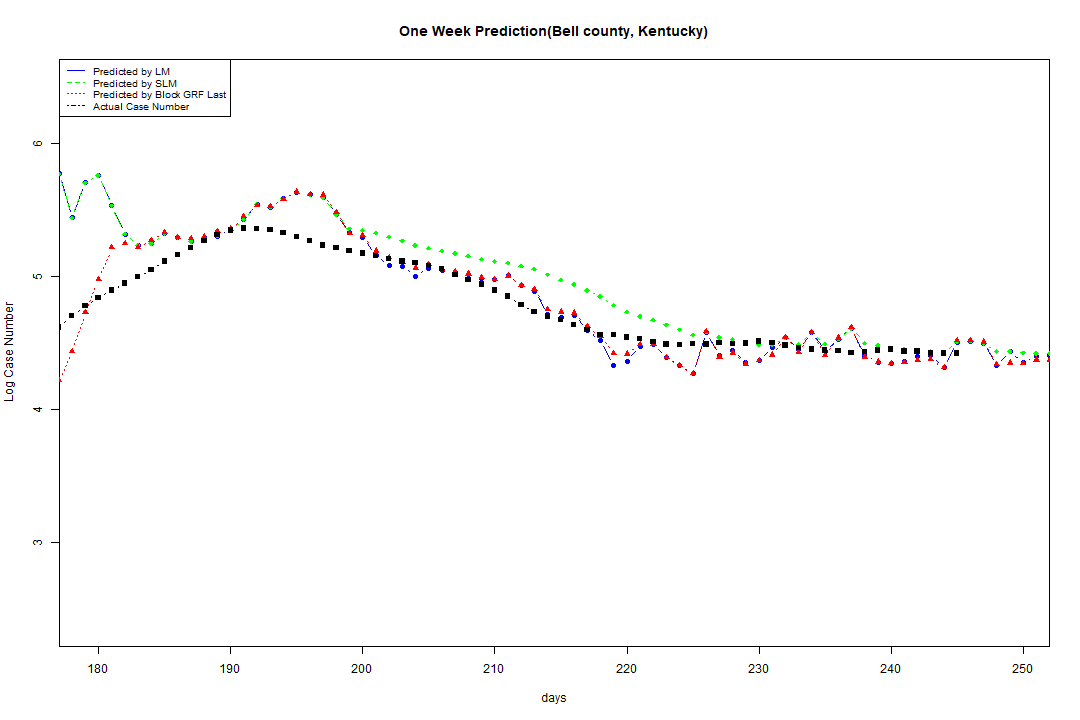 One Week Prediction(Bell county, Kentucky)
Predicted by LM
Predicted by SLM
Predicted by Block GRF Last
Actual Case Number
6
5
4
3
Log Case Number
180 190 200 210 220 230 240 250
days